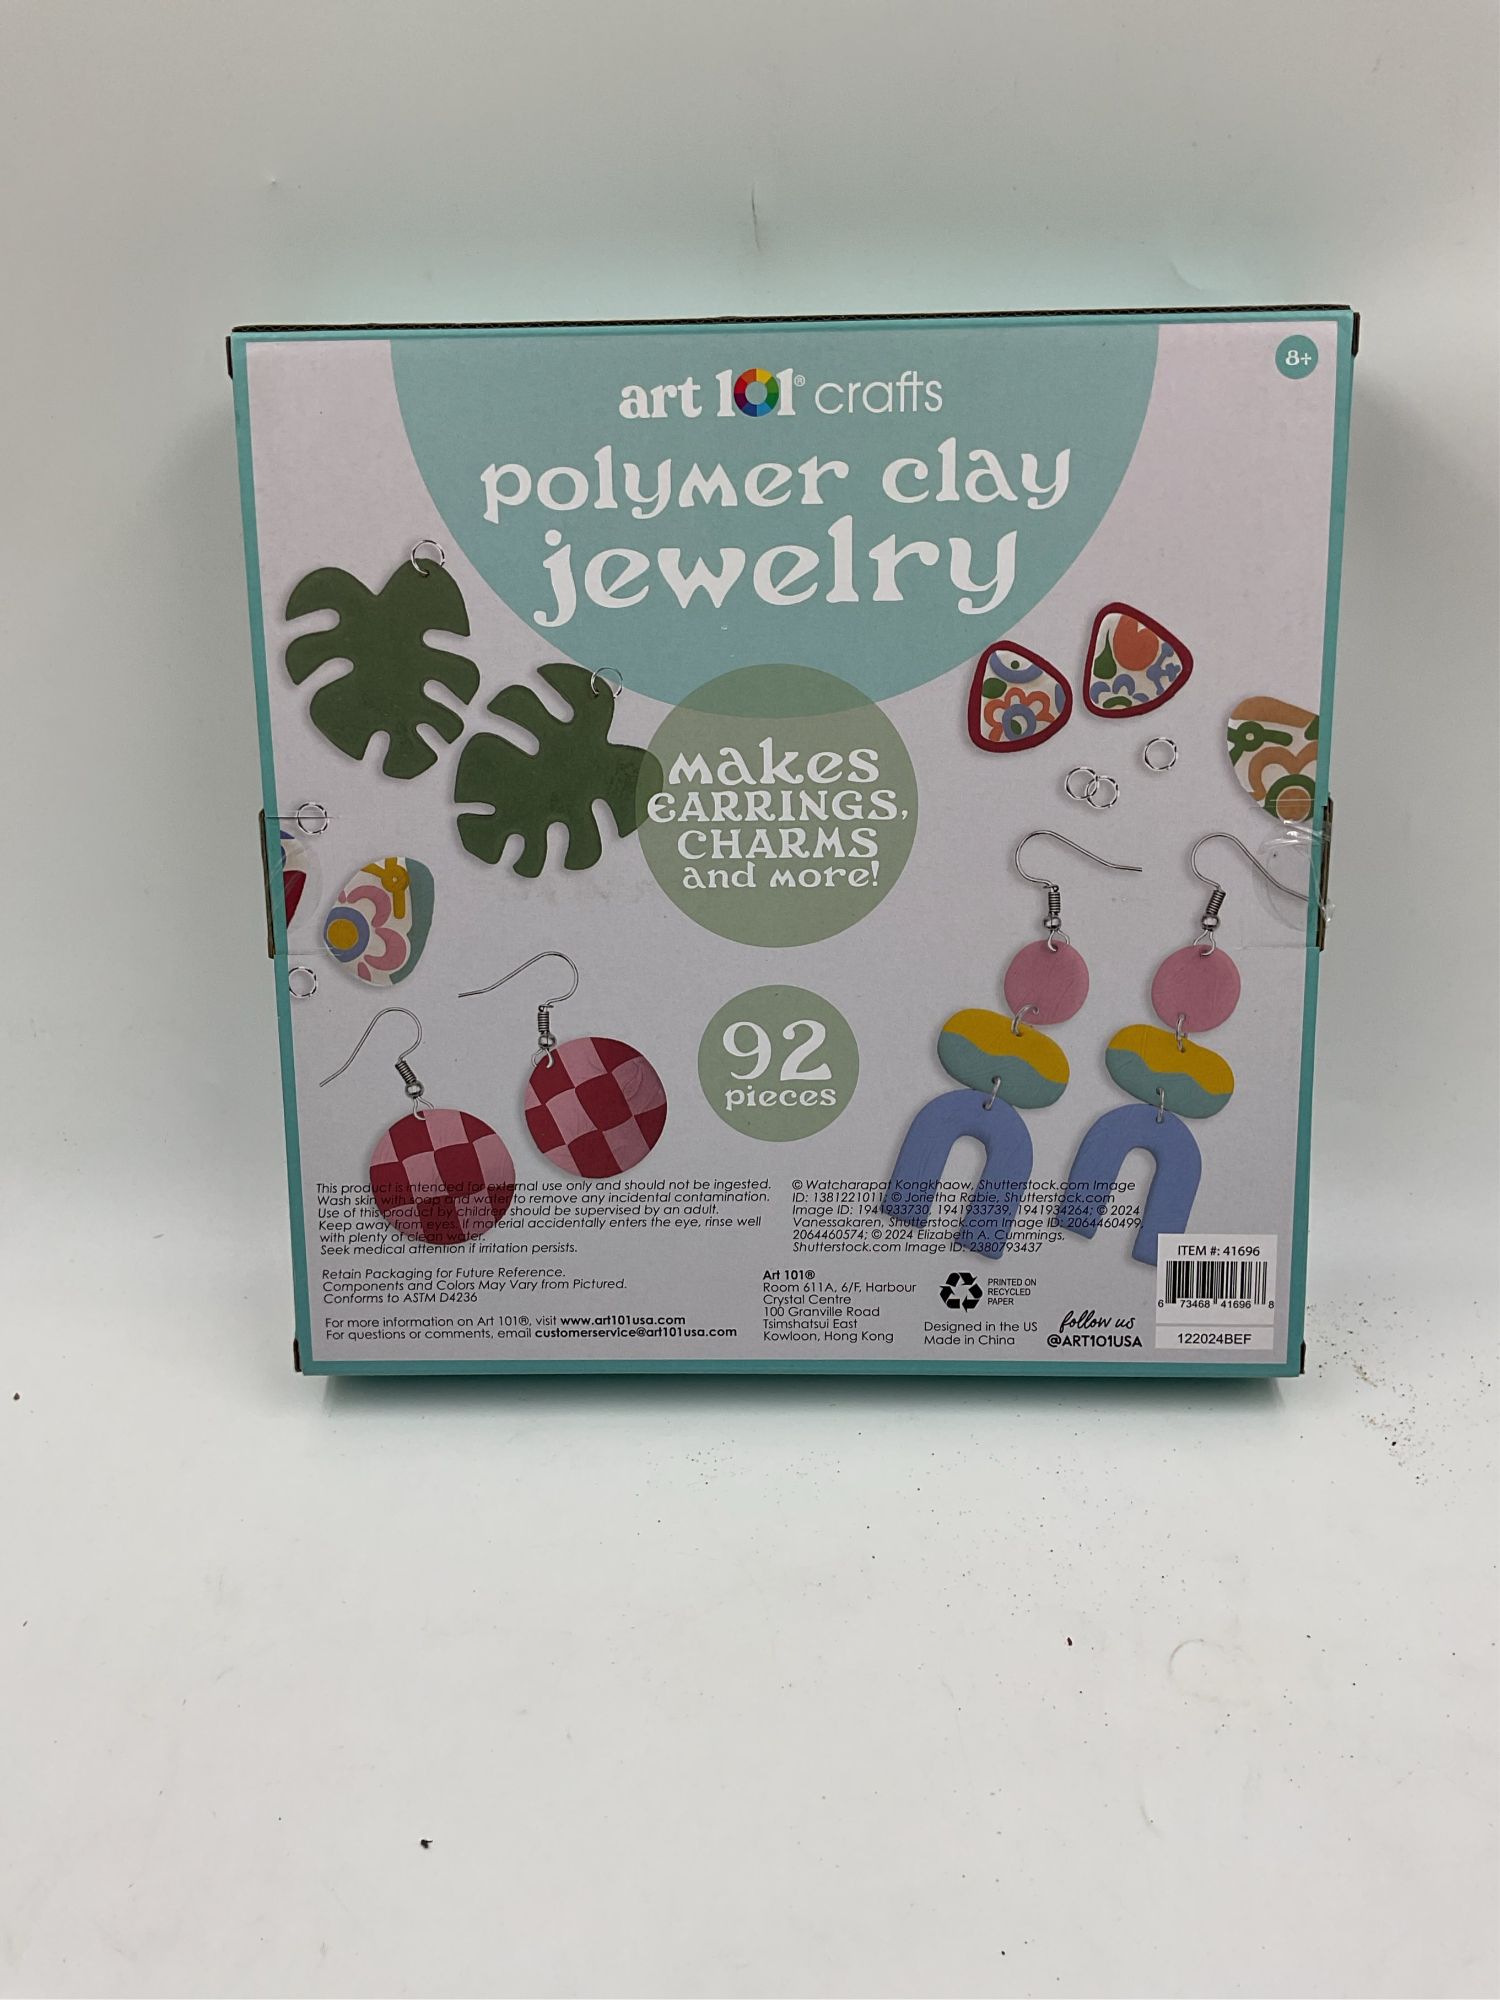 8+
art 101® crafts
polymer clay
jewelry
makes
EARRINGS,
CHARMS
and more!
92
pieces
This product is intended for external use only and should not be ingested.
Wash skin with soap and water to remove any incidental contamination.
Use of this product by children should be supervised by an adult.
Keep away from eyes. If material accidentally enters the eye, rinse well
with plenty of clean water.
Seek medical attention if irritation persists.
Retain Packaging for Future Reference.
Components and Colors May Vary from Pictured.
Conforms to ASTM D4236
For more information on Art 101®, visit www.art101usa.com
For questions or comments, email customerservice@art101usa.com
© Watcharapat Kongkhaow, Shutterstock.com Image
ID: 1381221011; © Jorietha Rabie, Shutterstock.com
Image ID: 1941933730, 1941933739, 1941934264; © 2024
Vanessakaren, Shutterstock.com Image ID: 2064460499,
2064460574; © 2024 Elizabeth A. Cummings,
Shutterstock.com Image ID: 2380793437
Art 101®
Room 611A, 6/F, Harbour
Crystal Centre
100 Granville Road
Tsimshatsui East
Kowloon, Hong Kong
PRINTED ON
RECYCLED
PAPER
Designed in the US
Made in China
follow us
@ART101USA
ITEM #: 41696
6 73468 41696 8
122024BEF